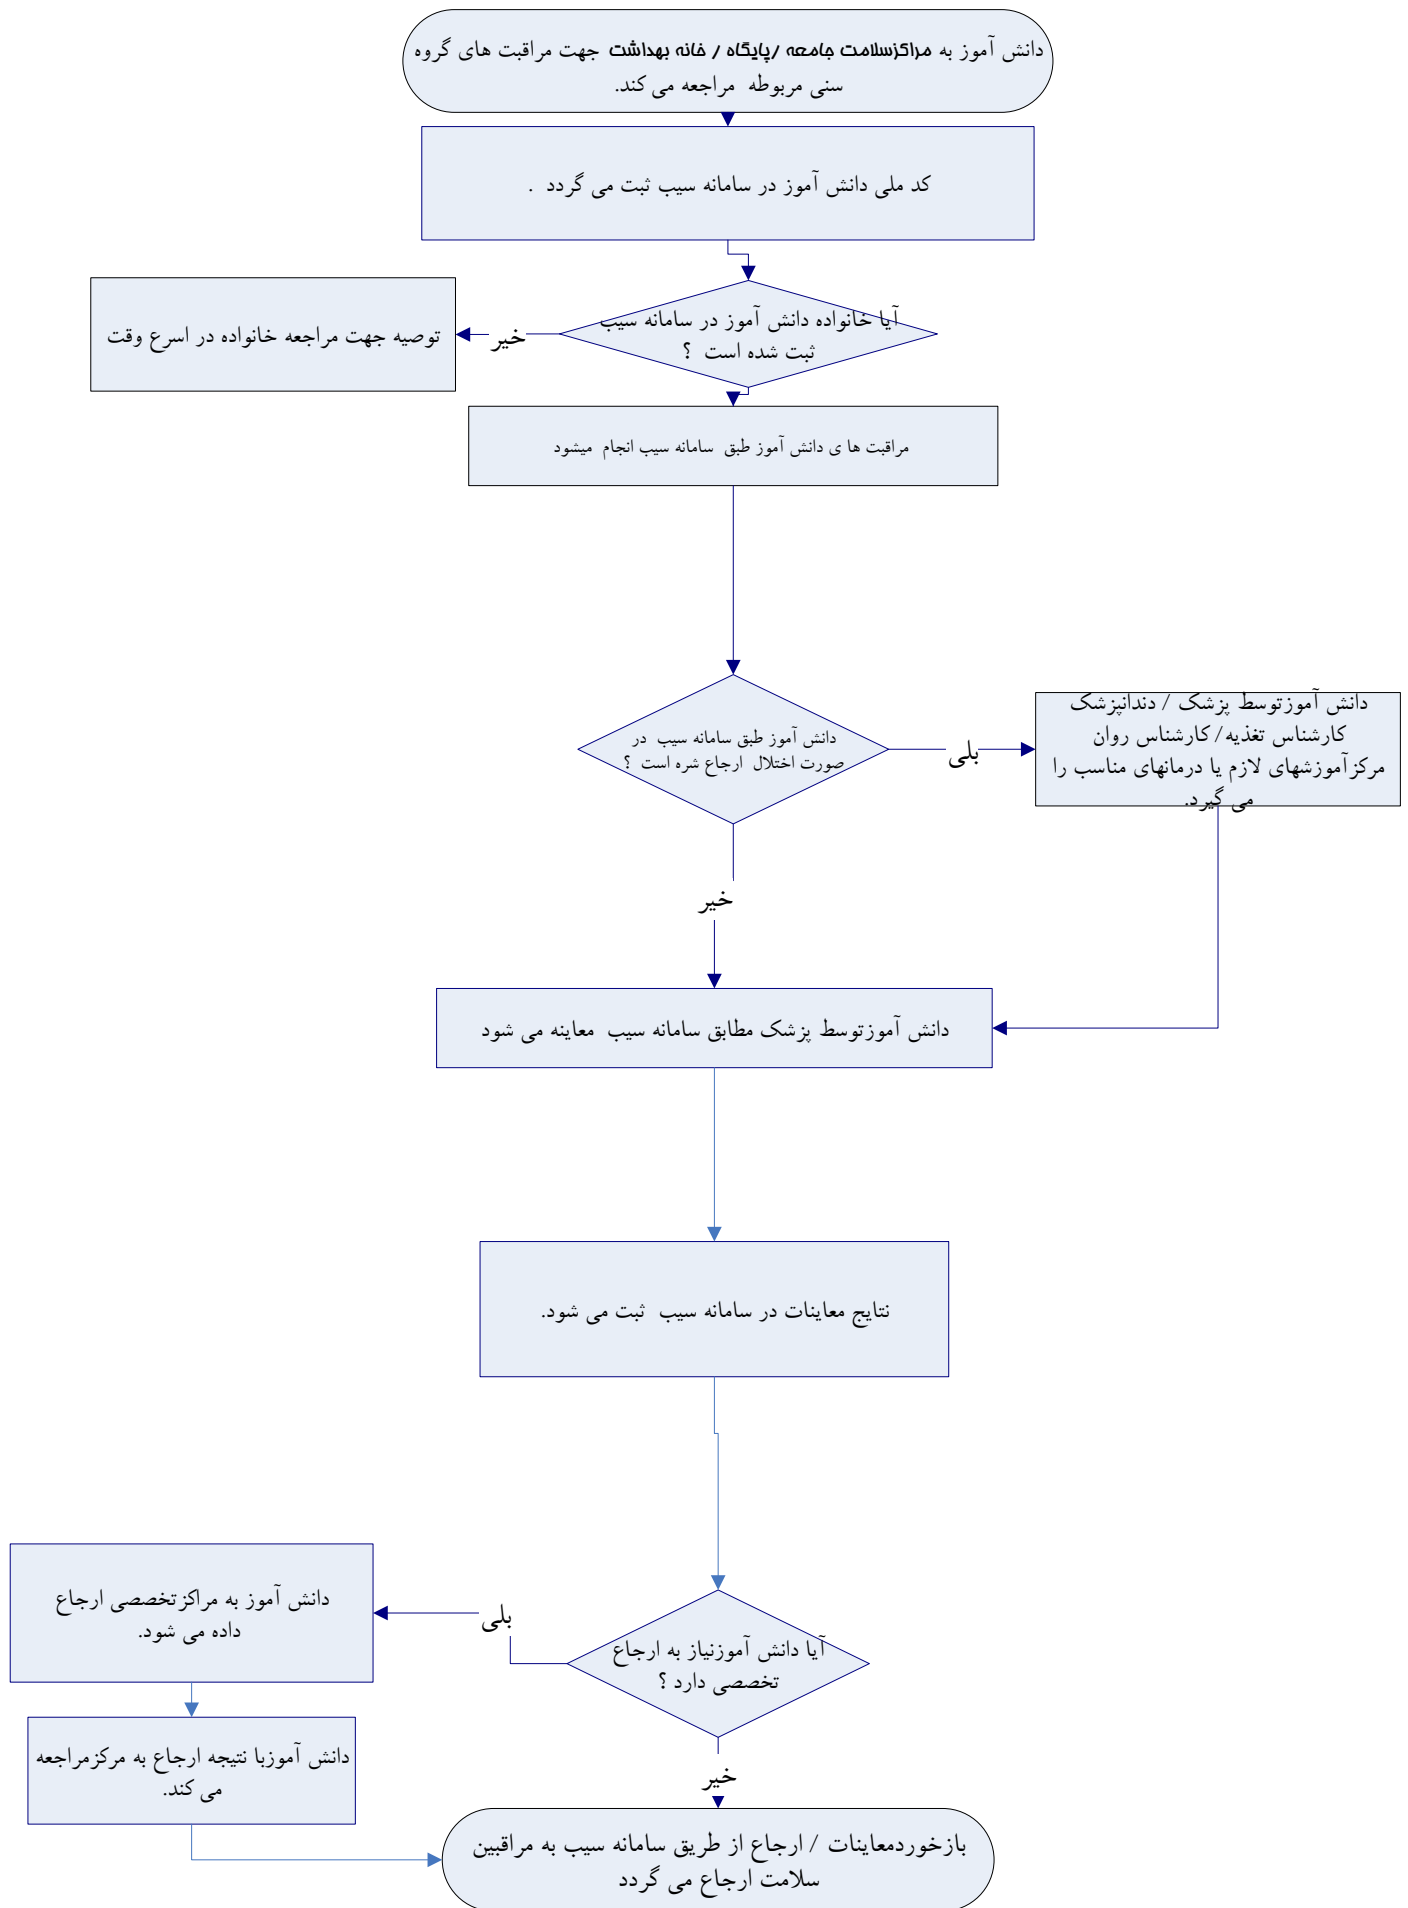 دانش آموز به مراکزسلامت جامعه /پایگاه / خانه بهداشت جهت مراقبت های گروه
سنی مربوطه مراجعه می کند.
کد ملی دانش آموز در سامانه سیب ثبت می گردد .
آیا خانواده دانش آموز در سامانه سیب
ثبت شده است ؟
خیر
توصیه جهت مراجعه خانواده در اسرع وقت
مراقبت ها ی دانش آموز طبق سامانه سیب انجام میشود
دانش آموز طبق سامانه سیب در
صورت اختلال ارجاع شره است ؟
بلی
دانش آموزتوسط پزشک / دندانپزشک
کارشناس تغذیه/کارشناس روان
مرکزآموزشهای لازم یا درمانهای مناسب را
می گیرد.
خیر
دانش آموزتوسط پزشک مطابق سامانه سیب معاینه می شود
نتایج معاینات در سامانه سیب ثبت می شود.
آیا دانش آموزنیاز به ارجاع
تخصصی دارد ؟
بلی
دانش آموز به مراکزتخصصی ارجاع
داده می شود.
دانش آموزبا نتیجه ارجاع به مرکزمراجعه
می کند.
خیر
بازخوردمعاینات / ارجاع از طریق سامانه سیب به مراقبین
سلامت ارجاع می گردد